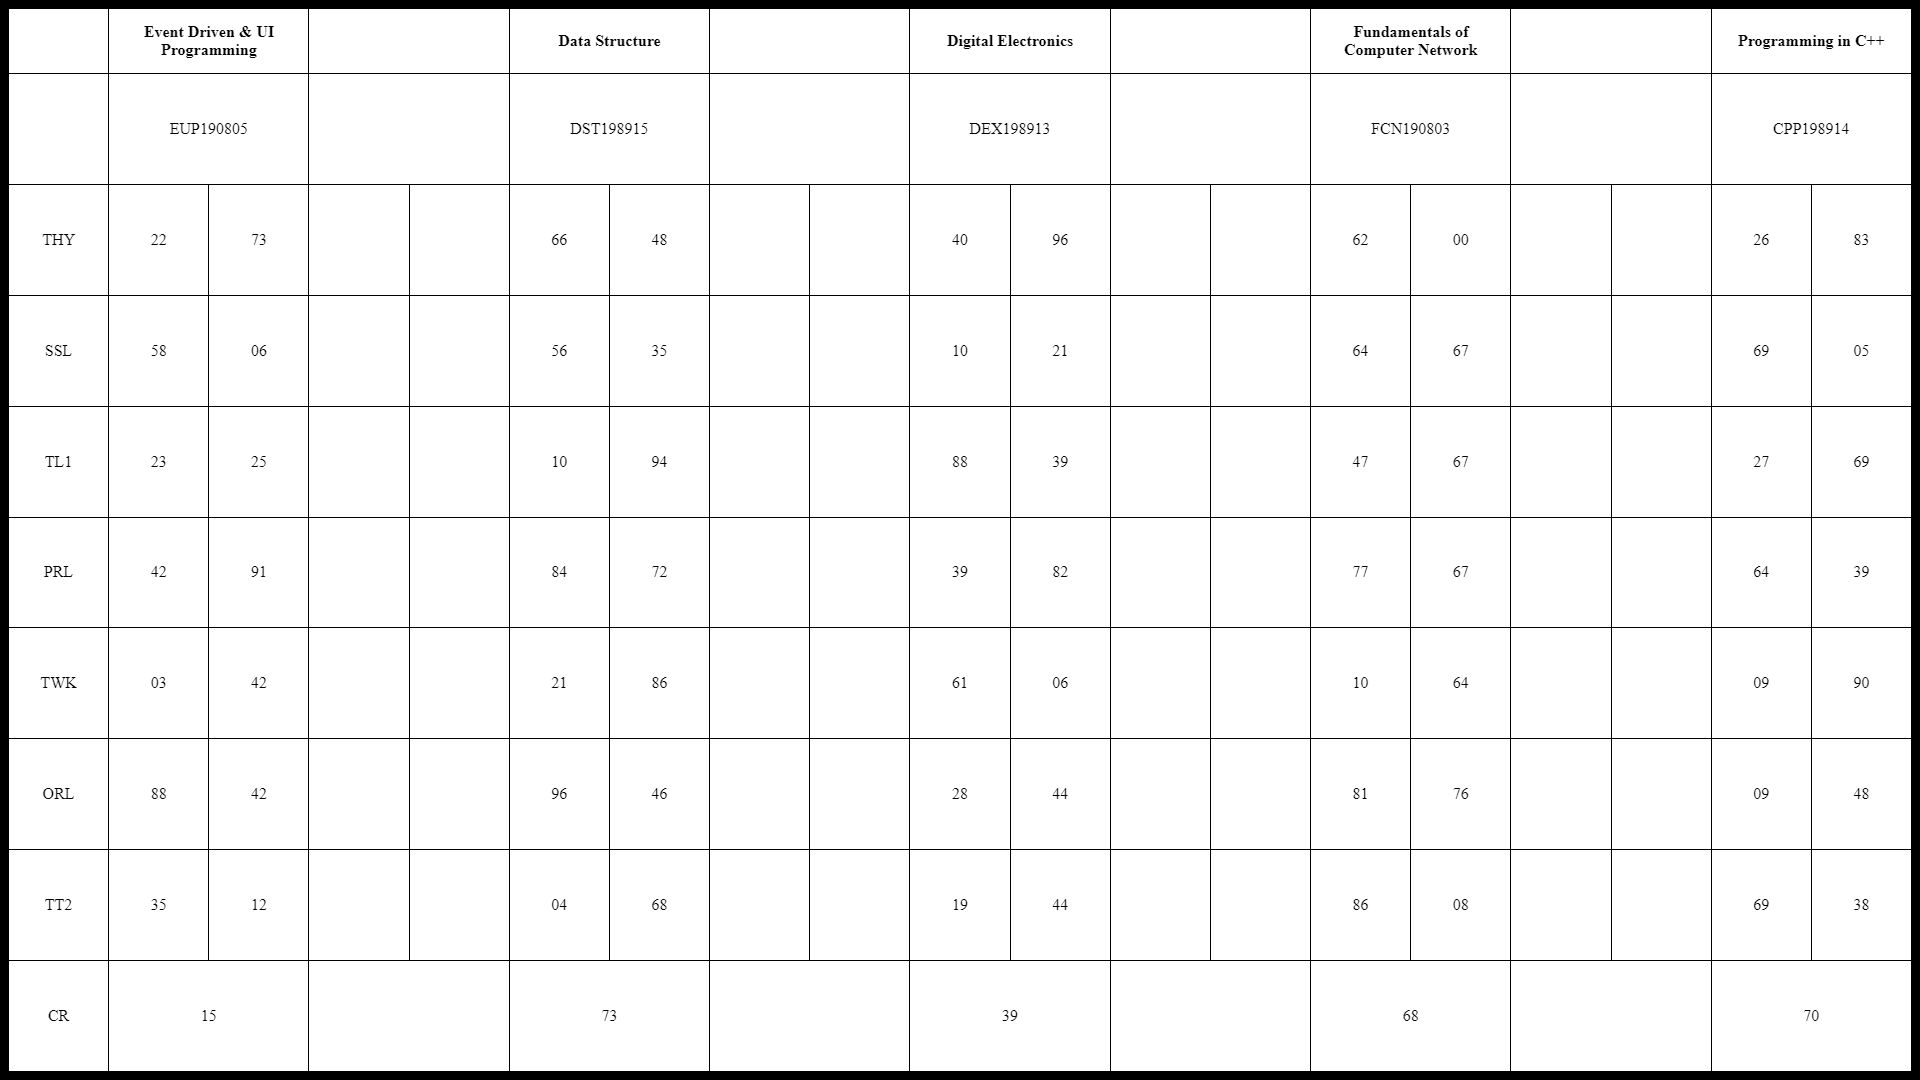 Event Driven & UI
Programming
Data Structure
Digital Electronics
Fundamentals of
Computer Network
Programming in C++
EUP190805 DST198915 DEX198913 FCN190803 CPP198914
THY 22 73 66 48 40 96 62 00 26 83
SSL 58 06 56 35 10 21 64 67 69 05
TL1 23 25 10 94 88 39 47 67 27 69
PRL 42 91 84 72 39 82 77 67 64 39
TWK 03 42 21 86 61 06 10 64 09 90
ORL 88 42 96 46 28 44 81 76 09 48
TT2 35 12 04 68 19 44 86 08 69 38
CR 15 73 39 68 70